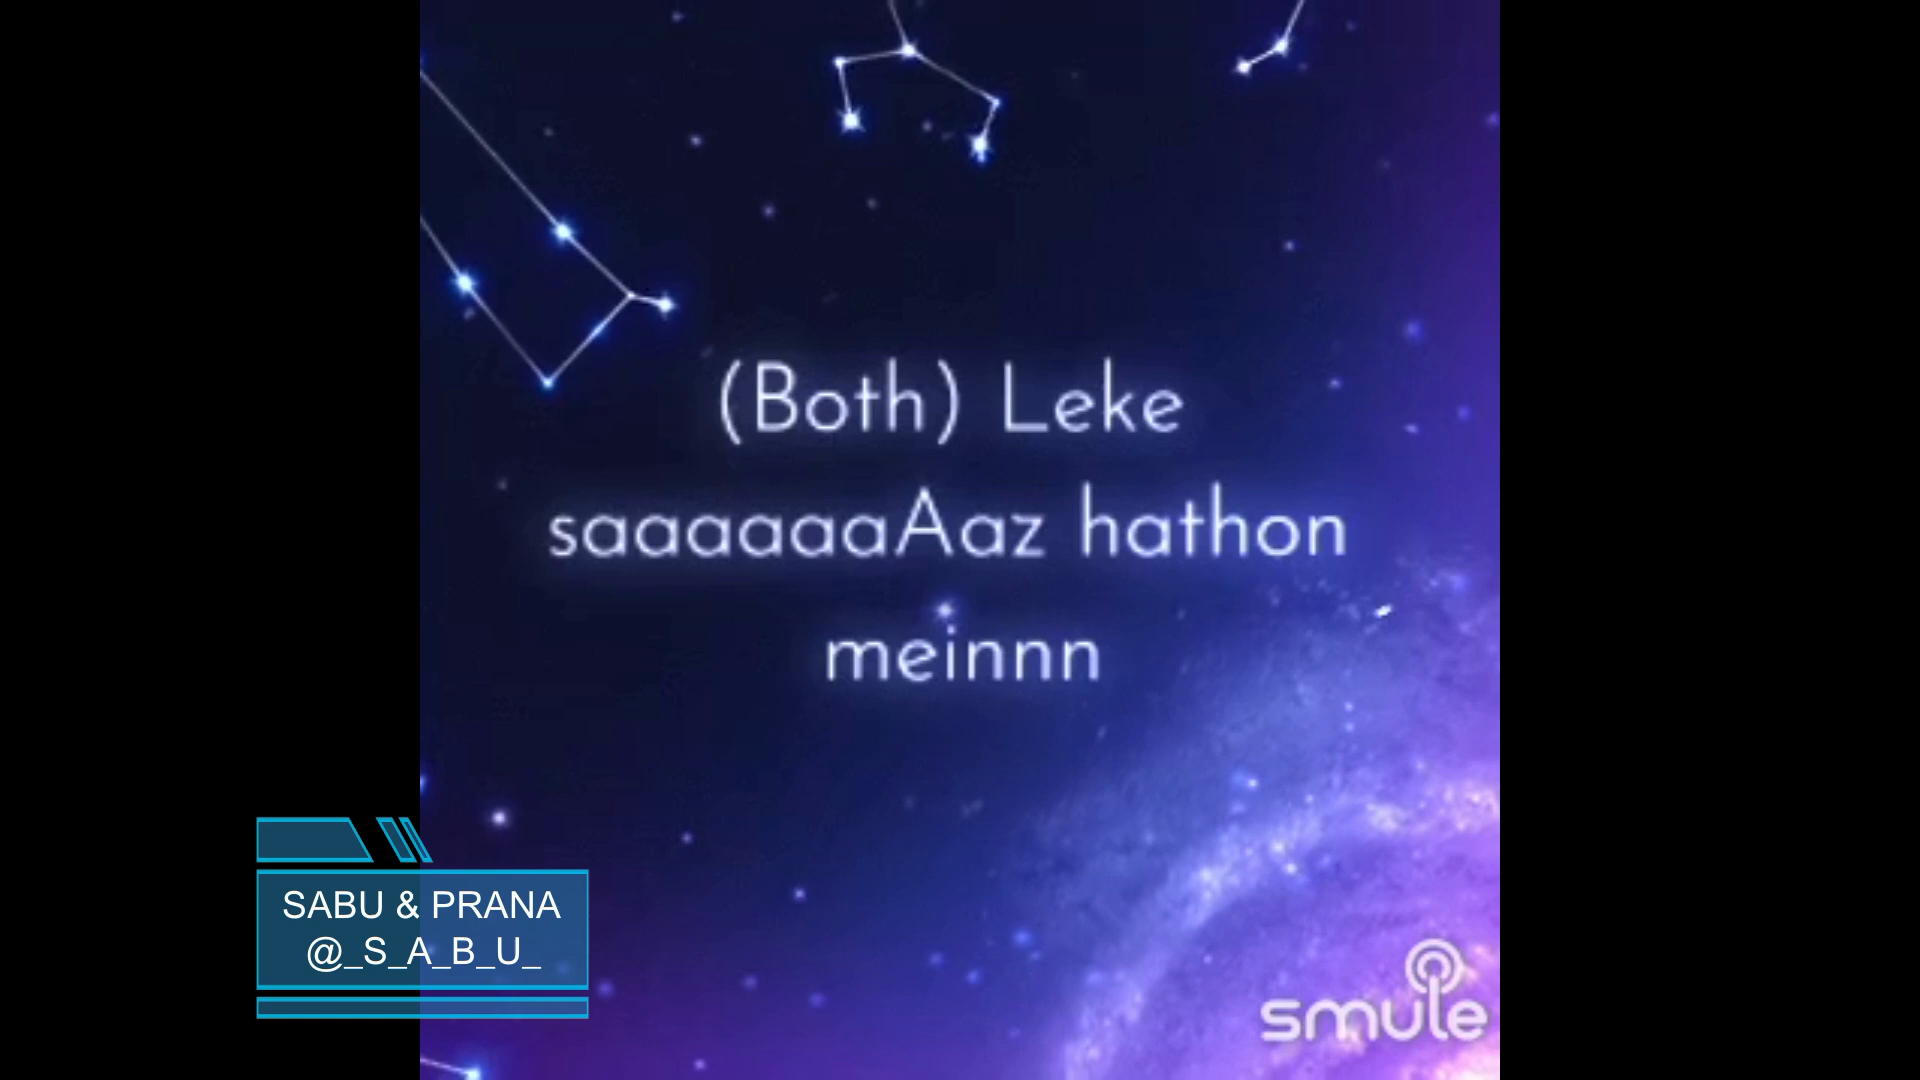 (Both) Leke
saaaaaaAaz hathon
meinnn
SABU & PRANA
@_S_A_B_U_
smule